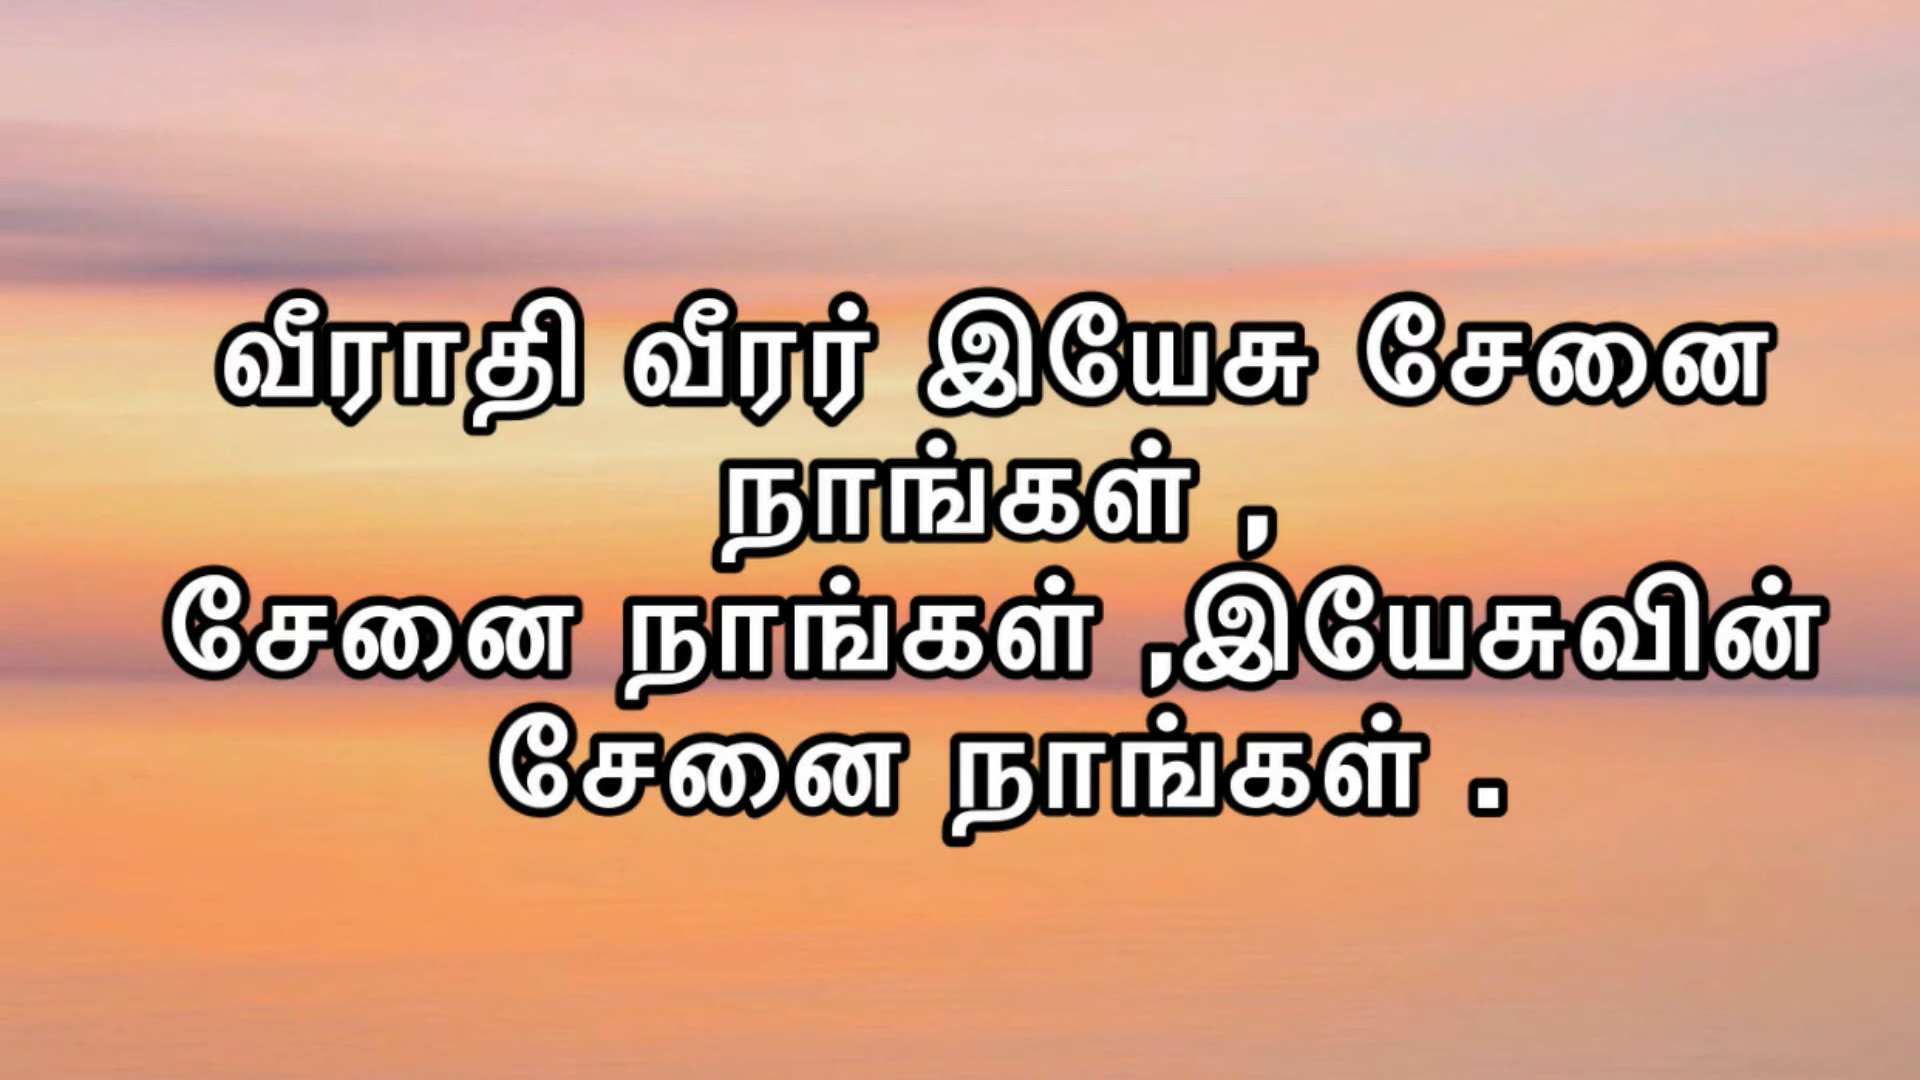 வீராதி வீரர் இயேசு சேனை
நாங்கள் ,
சேனை நாங்கள் ,இயேசுவின்
சேனை நாங்கள் .